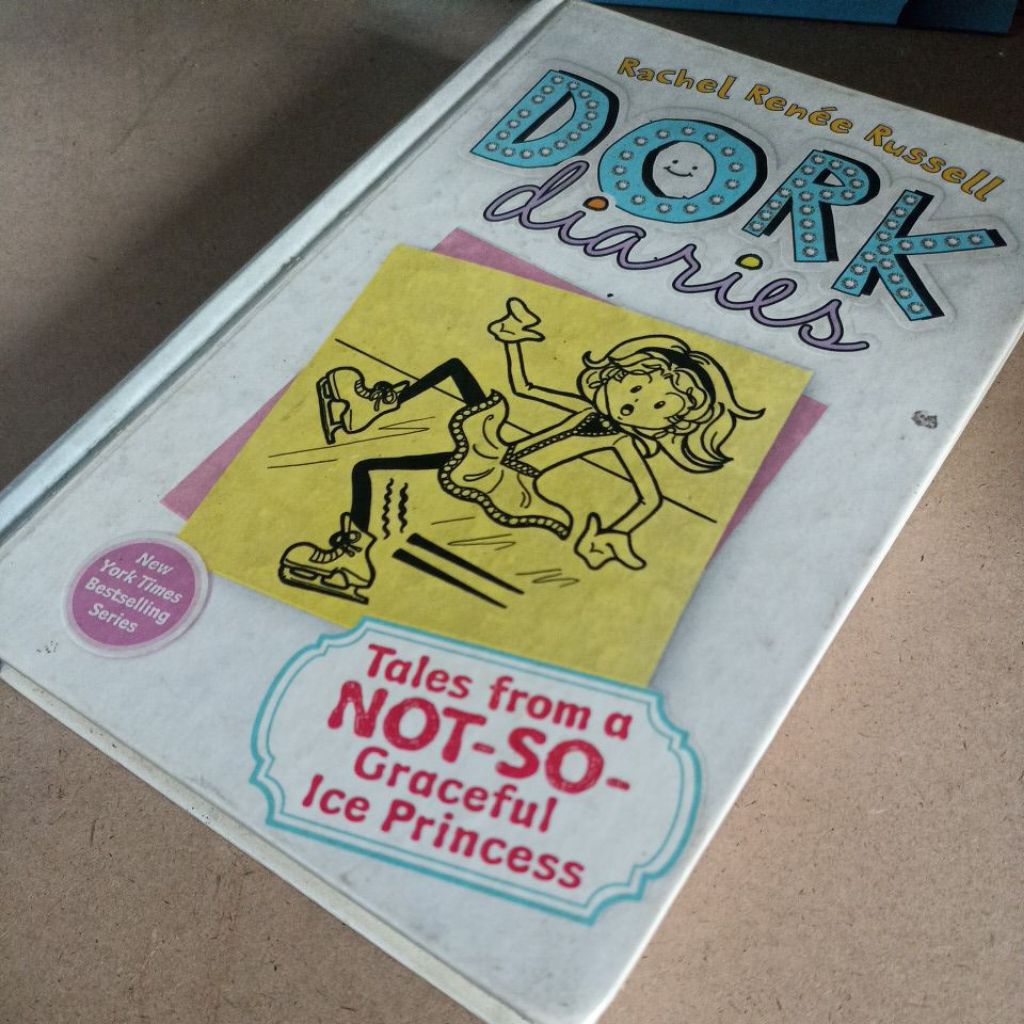 Rachel Renée Russell
DORK
diaries
New
York Times
Bestselling
Series
Tales from a
NOT-SO-
Graceful
Ice Princess